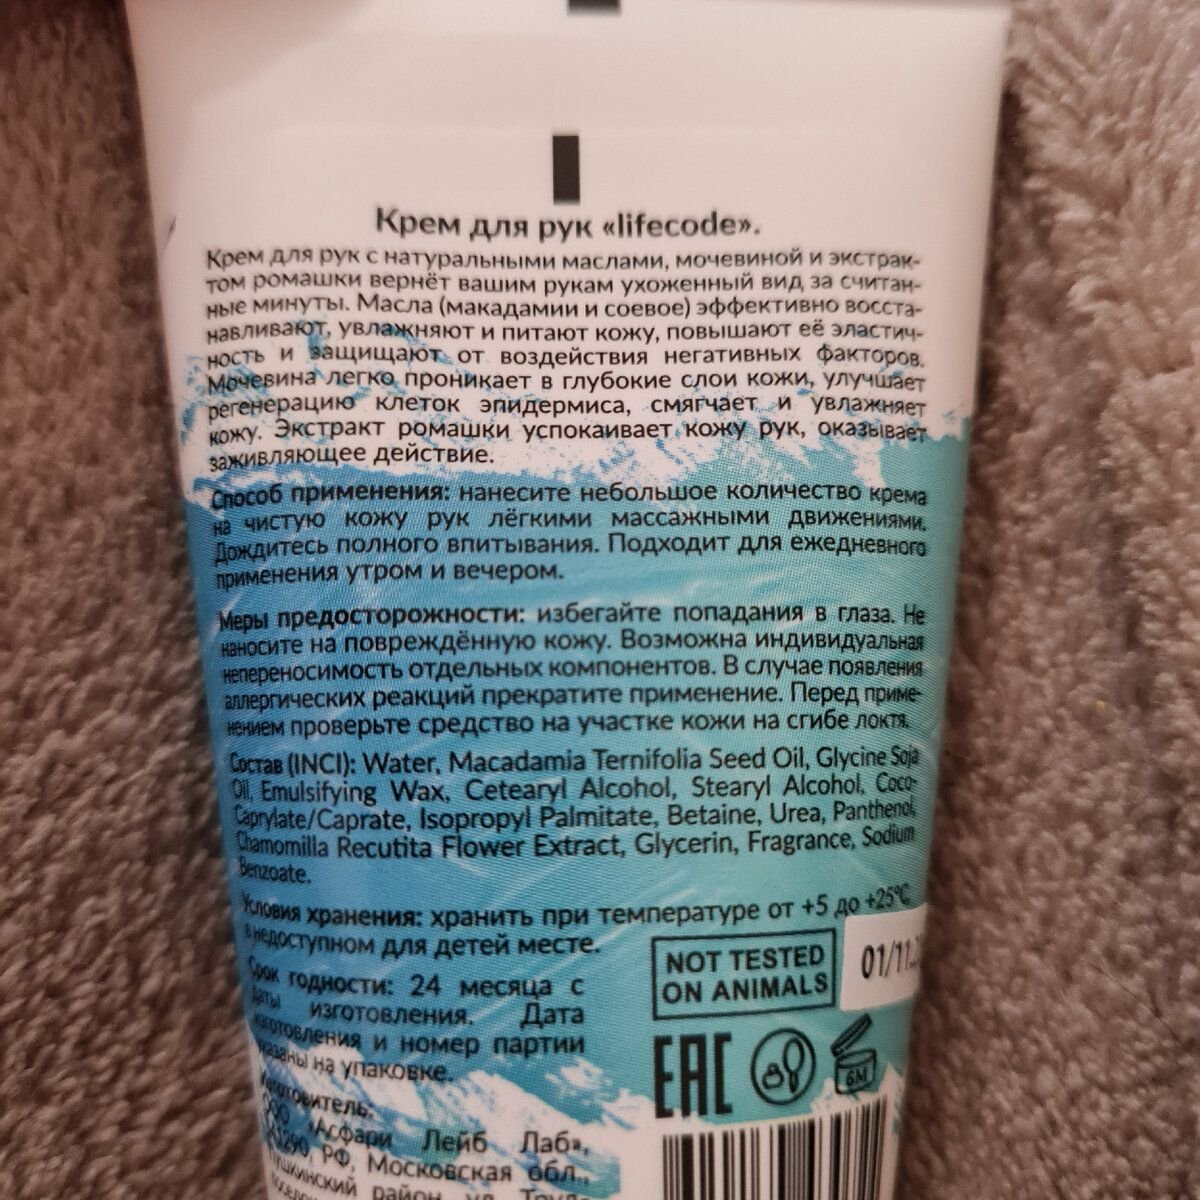 Крем для рук «lifecode».
Крем для рук с натуральными маслами, мочевиной и экстрак-
том ромашки вернёт вашим рукам ухоженный вид за считан-
ные минуты. Масла (макадамии и соевое) эффективно восста-
навливают, увлажняют и питают кожу, повышают её эластич-
ность и защищают от воздействия негативных факторов.
Мочевина легко проникает в глубокие слои кожи, улучшает
регенерацию клеток эпидермиса, смягчает и увлажняет
кожу. Экстракт ромашки успокаивает кожу рук, оказывает
заживляющее действие.
Способ применения: нанесите небольшое количество крема
на чистую кожу рук лёгкими массажными движениями.
Дождитесь полного впитывания. Подходит для ежедневного
применения утром и вечером.
Меры предосторожности: избегайте попадания в глаза. Не
наносите на повреждённую кожу. Возможна индивидуальная
непереносимость отдельных компонентов. В случае появления
аллергических реакций прекратите применение. Перед приме-
нением проверьте средство на участке кожи на сгибе локтя.
Состав (INCI): Water, Macadamia Ternifolia Seed Oil, Glycine Soja
Oil, Emulsifying Wax, Cetearyl Alcohol, Stearyl Alcohol, Coco-
Caprylate/Caprate, Isopropyl Palmitate, Betaine, Urea, Panthenol,
Chamomilla Recutita Flower Extract, Glycerin, Fragrance, Sodium
Benzoate.
Условия хранения: хранить при температуре от +5 до +25°С
в недоступном для детей месте.
Срок годности: 24 месяца с
даты изготовления. Дата
изготовления и номер партии
указаны на упаковке.
Изготовитель:
ООО «Асфари Лейб Лаб»,
РФ, Московская обл.,
Пушкинский район, ул.
NOT TESTED
ON ANIMALS
01/11.2
EAC
6M